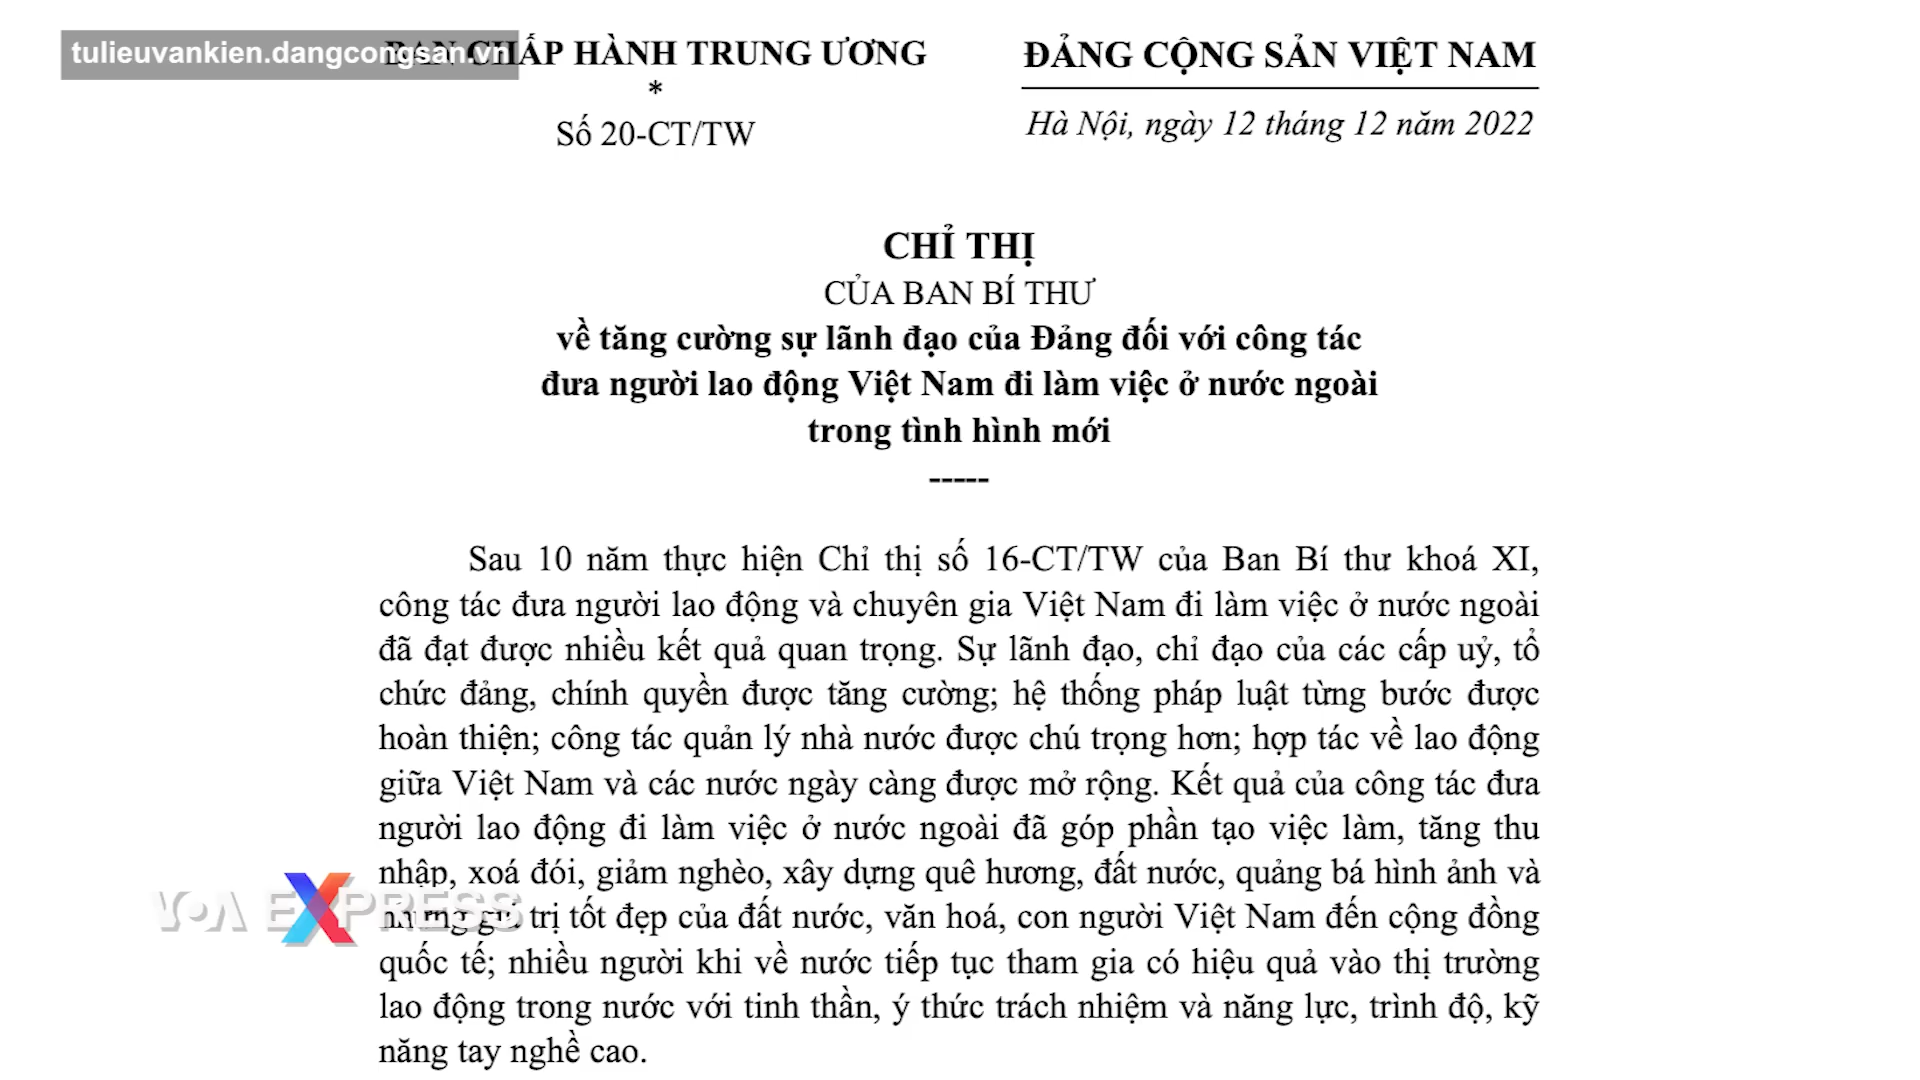 tulieuvankien.dangcongsan.vn
BAN CHẤP HÀNH TRUNG ƯƠNG
*
Số 20-CT/TW
ĐẢNG CỘNG SẢN VIỆT NAM
Hà Nội, ngày 12 tháng 12 năm 2022
CHỈ THỊ
CỦA BAN BÍ THƯ
về tăng cường sự lãnh đạo của Đảng đối với công tác
đưa người lao động Việt Nam đi làm việc ở nước ngoài
trong tình hình mới
-----
Sau 10 năm thực hiện Chỉ thị số 16-CT/TW của Ban Bí thư khoá XI,
công tác đưa người lao động và chuyên gia Việt Nam đi làm việc ở nước ngoài
đã đạt được nhiều kết quả quan trọng. Sự lãnh đạo, chỉ đạo của các cấp uỷ, tổ
chức đảng, chính quyền được tăng cường; hệ thống pháp luật từng bước được
hoàn thiện; công tác quản lý nhà nước được chú trọng hơn; hợp tác về lao động
giữa Việt Nam và các nước ngày càng được mở rộng. Kết quả của công tác đưa
người lao động đi làm việc ở nước ngoài đã góp phần tạo việc làm, tăng thu
nhập, xoá đói, giảm nghèo, xây dựng quê hương, đất nước, quảng bá hình ảnh và
những giá trị tốt đẹp của đất nước, văn hoá, con người Việt Nam đến cộng đồng
quốc tế; nhiều người khi về nước tiếp tục tham gia có hiệu quả vào thị trường
lao động trong nước với tinh thần, ý thức trách nhiệm và năng lực, trình độ, kỹ
năng tay nghề cao.
VOA EXPRESS